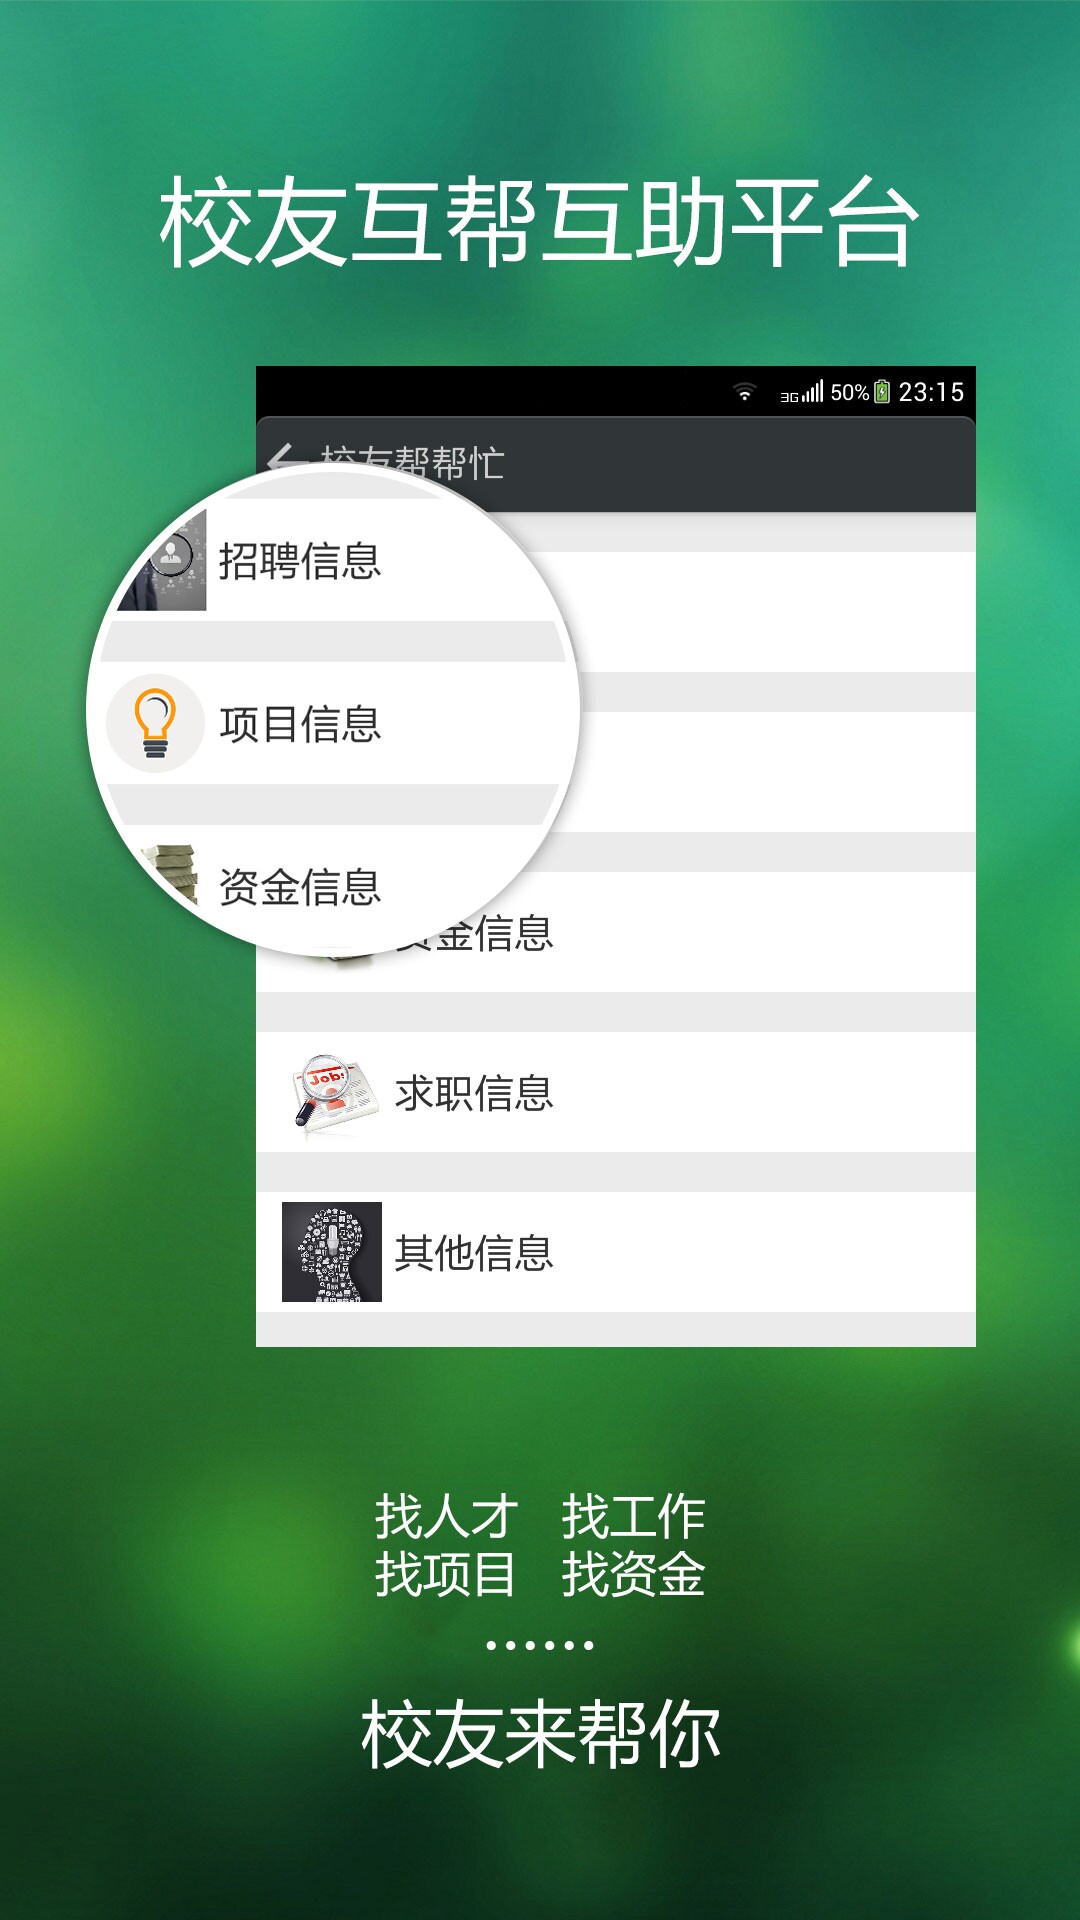 校友互帮互助平台
3G 50% 23:15
校友帮帮忙
招聘信息
项目信息
资金信息
资金信息
求职信息
Jobs
其他信息
找人才 找工作
找项目 找资金
······
校友来帮你